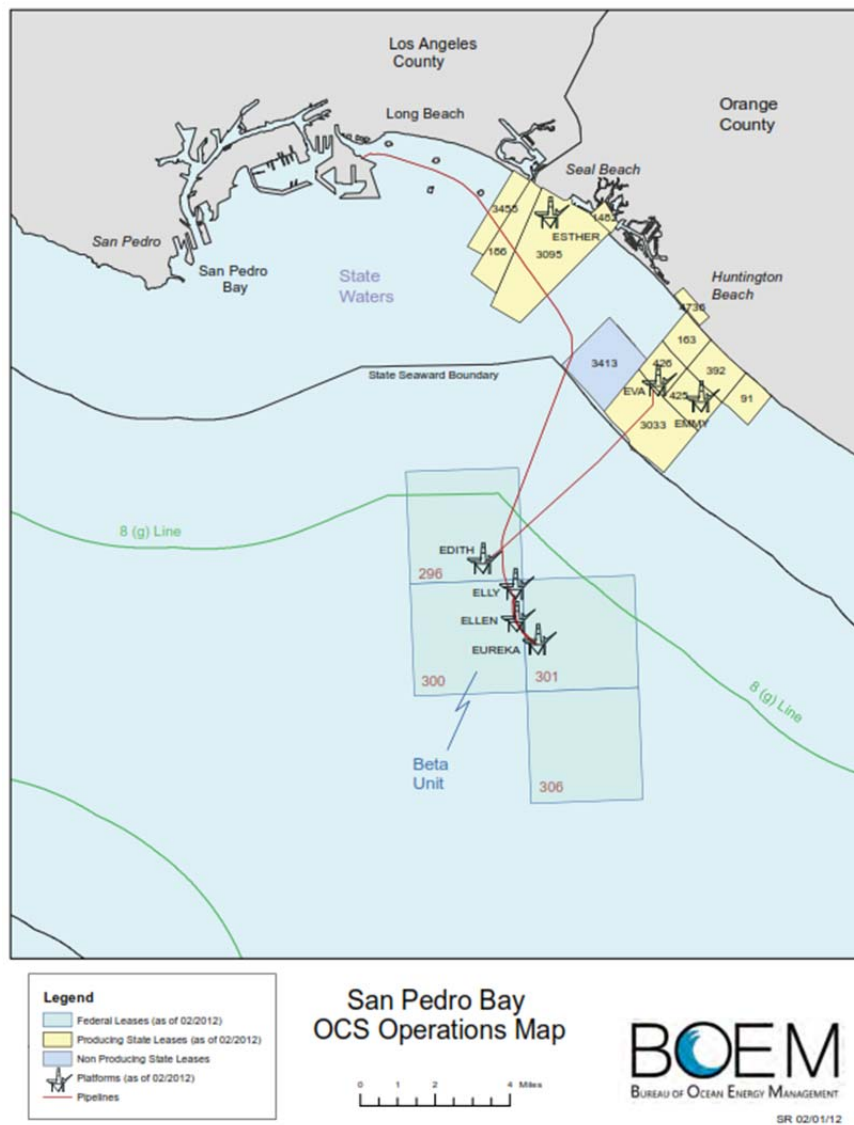 Los Angeles
County
Long Beach
Orange
County
Seal Beach
3455
1482
ESTHER
186
3095
San Pedro
San Pedro
Bay
State
Waters
Huntington
Beach
4736
163
3413
426
392
State Seaward Boundary
EVA
425
91
EMMY
3033
8 (g) Line
EDITH
296
ELLY
ELLEN
EUREKA
300
301
8 (g) Line
Beta
Unit
306
Legend
Federal Leases (as of 02/2012)
Producing State Leases (as of 02/2012)
Non Producing State Leases
Platforms (as of 02/2012)
Pipelines
San Pedro Bay
OCS Operations Map
0 1 2 4 Miles
BOEM
BUREAU OF OCEAN ENERGY MANAGEMENT
SR 02/01/12